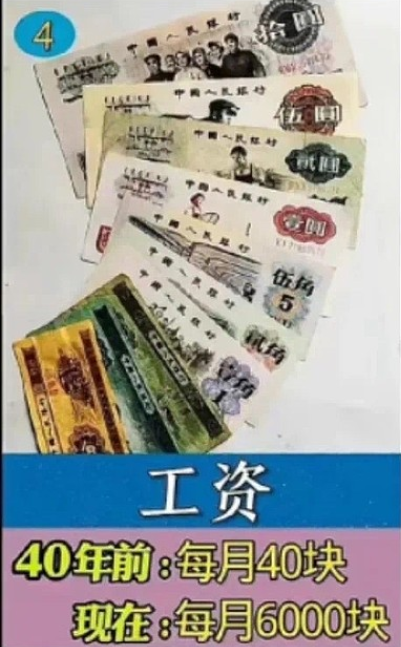 4
中国人民银行
拾圆
中国人民银行
伍圆
中国人民银行
贰圆
中国人民银行
壹圆
中国人民银行
伍角
5
中国人民银行
贰角
中国人民银行
壹角
1
工资
40年前:每月40块
现在:每月6000块